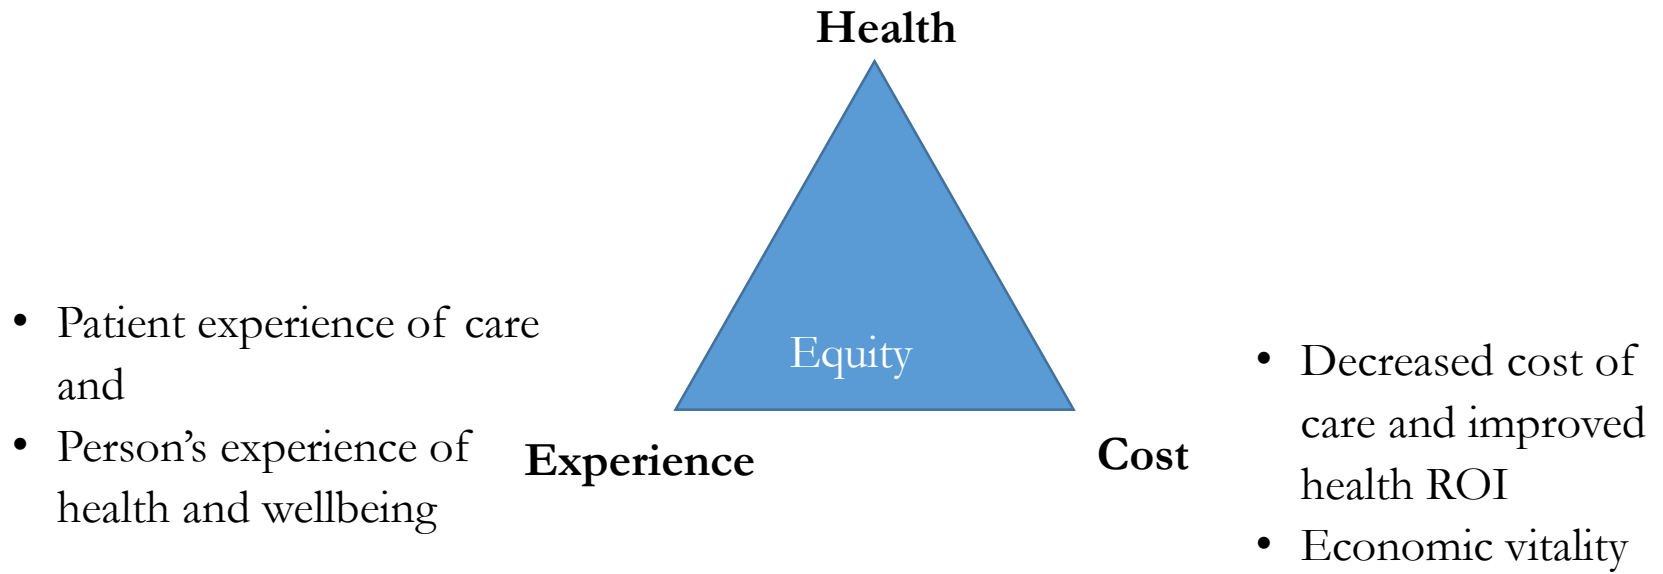 Health
• Patient experience of care
and
• Person’s experience of
health and wellbeing
Equity
Experience
Cost
• Decreased cost of
care and improved
health ROI
• Economic vitality